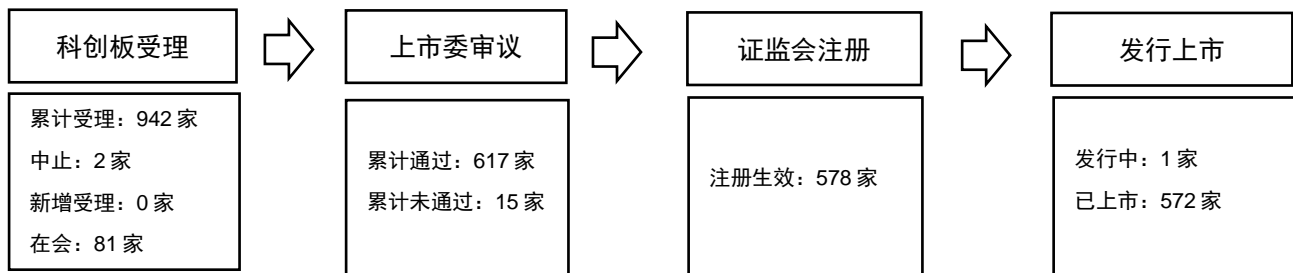 科创板受理
上市委审议
证监会注册
发行上市
累计受理：942 家
中止：2 家
新增受理：0 家
在会：81 家
累计通过：617 家
累计未通过：15 家
注册生效：578 家
发行中：1 家
已上市：572 家